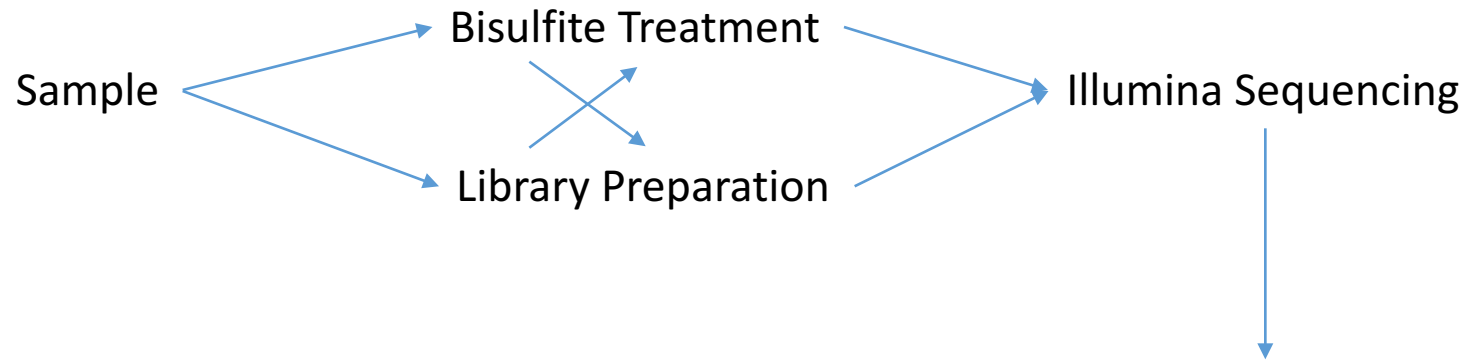 Bisulfite Treatment
Sample
Illumina Sequencing
Library Preparation